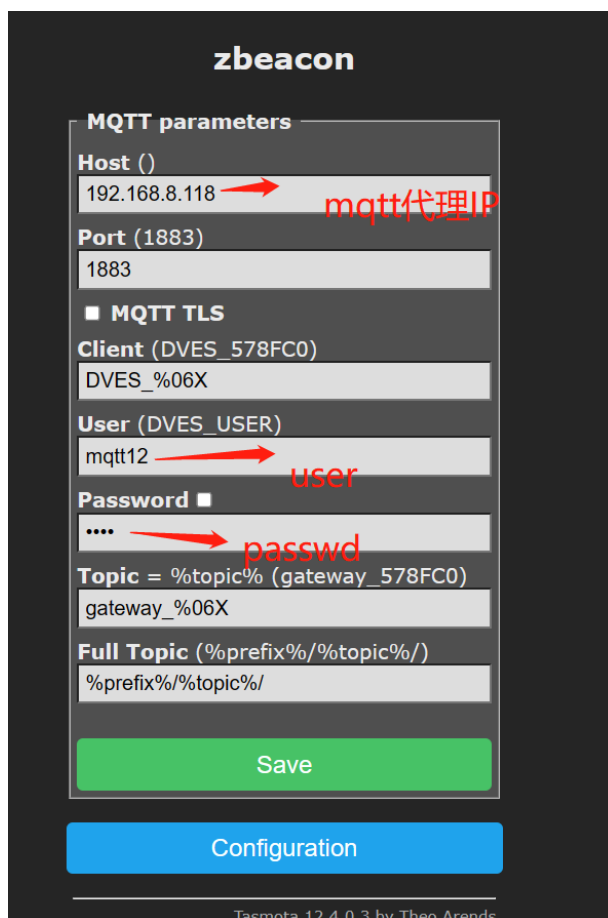 zbeacon
MQTT parameters
Host ()
192.168.8.118
mqtt代理IP
Port (1883)
1883
MQTT TLS
Client (DVES_578FC0)
DVES_%06X
User (DVES_USER)
mqtt12
user
Password
••••
passwd
Topic = %topic% (gateway_578FC0)
gateway_%06X
Full Topic (%prefix%/%topic%/)
%prefix%/%topic%/
Save
Configuration
Tasmota 12.4.0.3 by Theo Arends